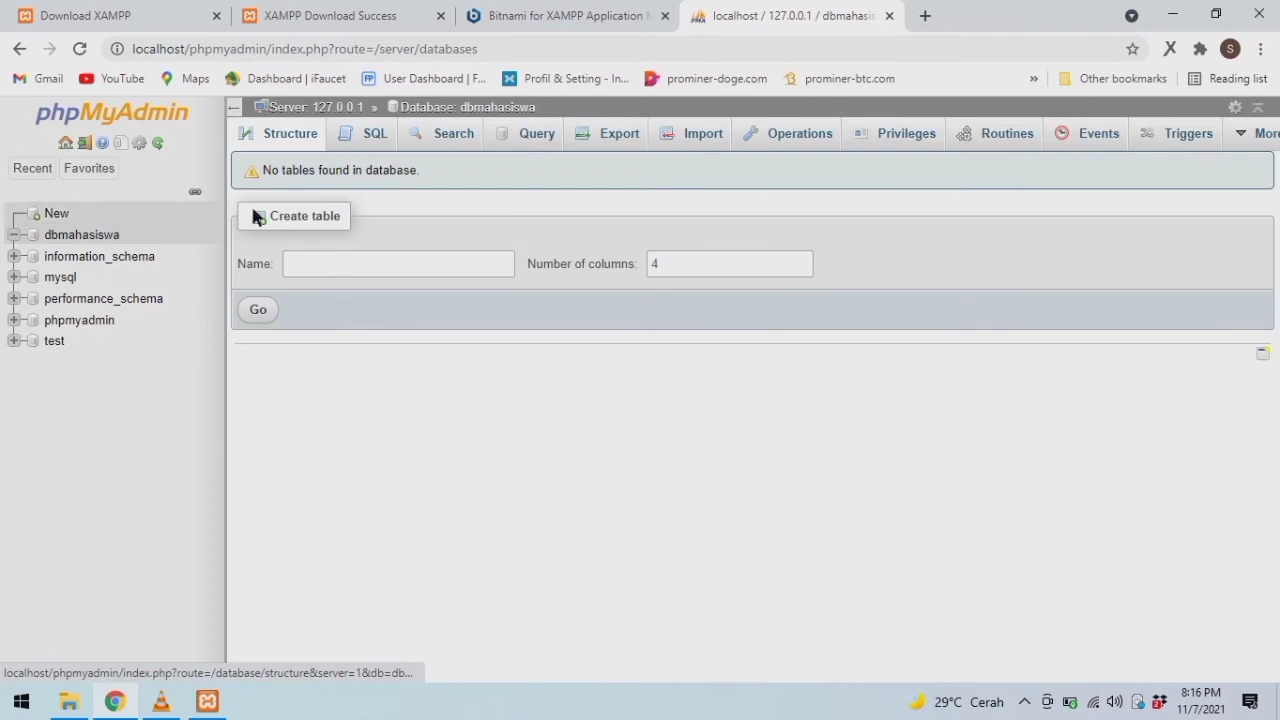 Download XAMPP
XAMPP Download Success
Bitnami for XAMPP Application M
localhost / 127.0.0.1 / dbmahasis
localhost/phpmyadmin/index.php?route=/server/databases
Gmail
YouTube
Maps
Dashboard | iFaucet
User Dashboard | F...
Profil & Setting - In...
prominer-doge.com
prominer-btc.com
»
Other bookmarks
Reading list
phpMyAdmin
Recent
Favorites
New
dbmahasiswa
information_schema
mysql
performance_schema
phpmyadmin
test
Server: 127.0.0.1 » Database: dbmahasiswa
Structure
SQL
Search
Query
Export
Import
Operations
Privileges
Routines
Events
Triggers
Mor
No tables found in database.
Create table
Name:
Number of columns: 4
Go
localhost/phpmyadmin/index.php?route=/database/structure&server=1&db=db...
29°C Cerah
8:16 PM
11/7/2021